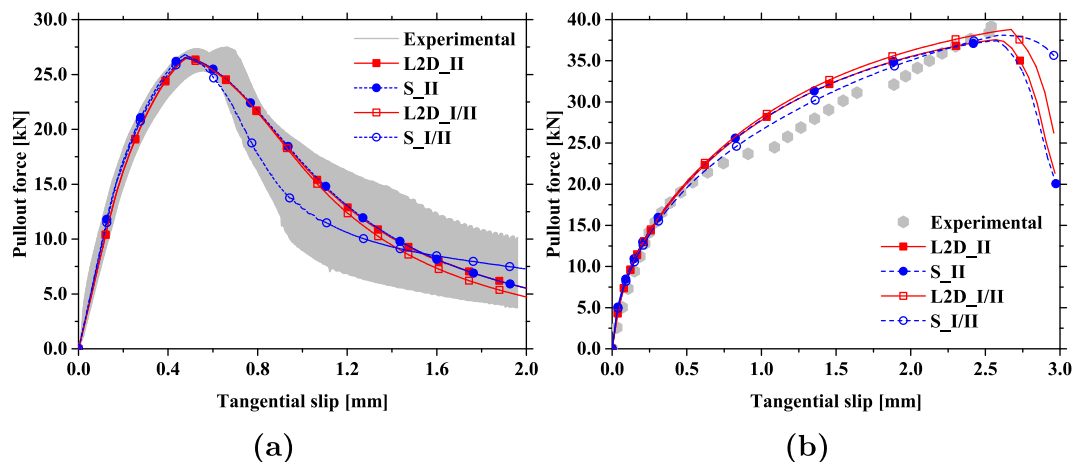 30.0
25.0
20.0
15.0
10.0
5.0
0.0
Pullout force [kN]
Experimental
L2D_II
S_II
L2D_I/II
S_I/II
0.0 0.4 0.8 1.2 1.6 2.0
Tangential slip [mm]
(a)
40.0
35.0
30.0
25.0
20.0
15.0
10.0
5.0
0.0
Pullout force [kN]
Experimental
L2D_II
S_II
L2D_I/II
S_I/II
0.0 0.5 1.0 1.5 2.0 2.5 3.0
Tangential slip [mm]
(b)